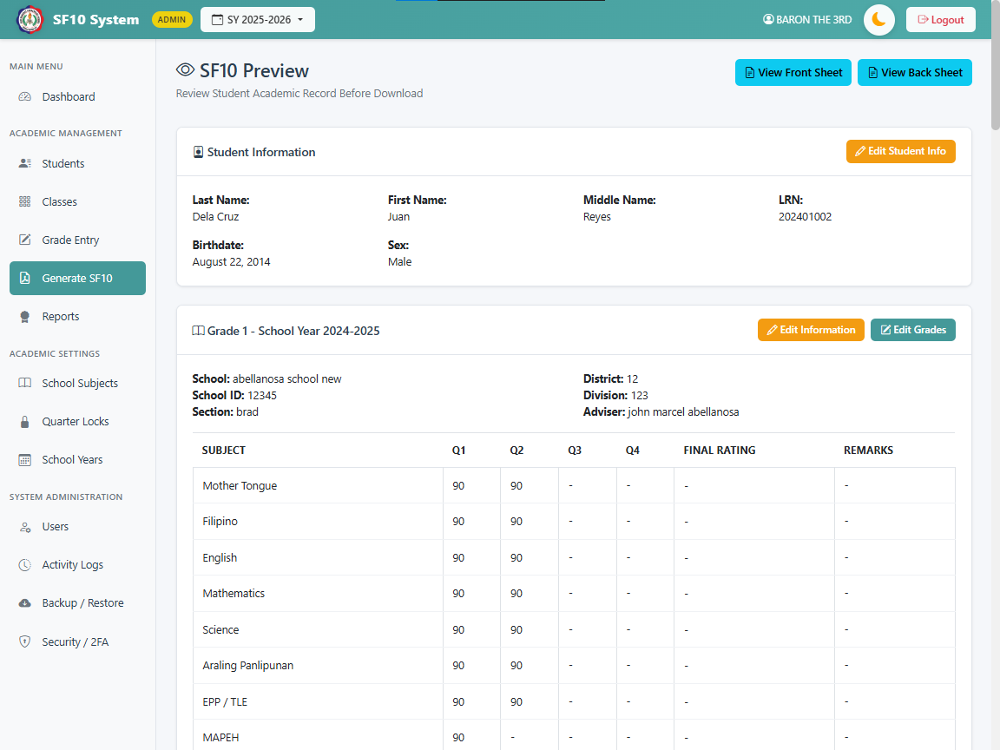 SF10 System ADMIN SY 2025-2026 BARON THE 3RD Logout
MAIN MENU
Dashboard
ACADEMIC MANAGEMENT
Students
Classes
Grade Entry
Generate SF10
Reports
ACADEMIC SETTINGS
School Subjects
Quarter Locks
School Years
SYSTEM ADMINISTRATION
Users
Activity Logs
Backup / Restore
Security / 2FA
SF10 Preview
Review Student Academic Record Before Download
View Front Sheet View Back Sheet
Student Information Edit Student Info
Last Name: First Name: Middle Name: LRN:
Dela Cruz Juan Reyes 202401002
Birthdate: Sex:
August 22, 2014 Male
Grade 1 - School Year 2024-2025 Edit Information Edit Grades
School: abellanosa school new District: 12
School ID: 12345 Division: 123
Section: brad Adviser: john marcel abellanosa
SUBJECT Q1 Q2 Q3 Q4 FINAL RATING REMARKS
Mother Tongue 90 90 - - - -
Filipino 90 90 - - - -
English 90 90 - - - -
Mathematics 90 90 - - - -
Science 90 90 - - - -
Araling Panlipunan 90 90 - - - -
EPP / TLE 90 90 - - - -
MAPEH 90 - - - - -